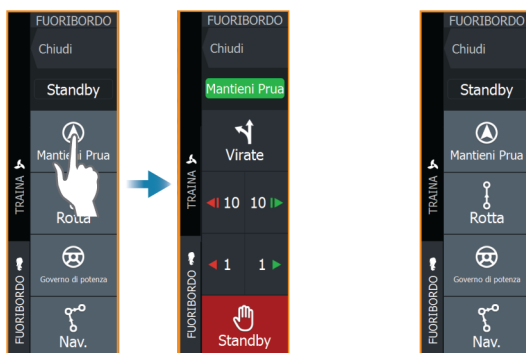 FUORIBORDO
Chiudi
Standby
Mantieni Prua
Rotta
Governo di potenza
Nav.
TRAINA
FUORIBORDO
FUORIBORDO
Chiudi
Mantieni Prua
Virate
10 10
1 1
Standby
TRAINA
FUORIBORDO
FUORIBORDO
Chiudi
Standby
Mantieni Prua
Rotta
Governo di potenza
Nav.
TRAINA
FUORIBORDO